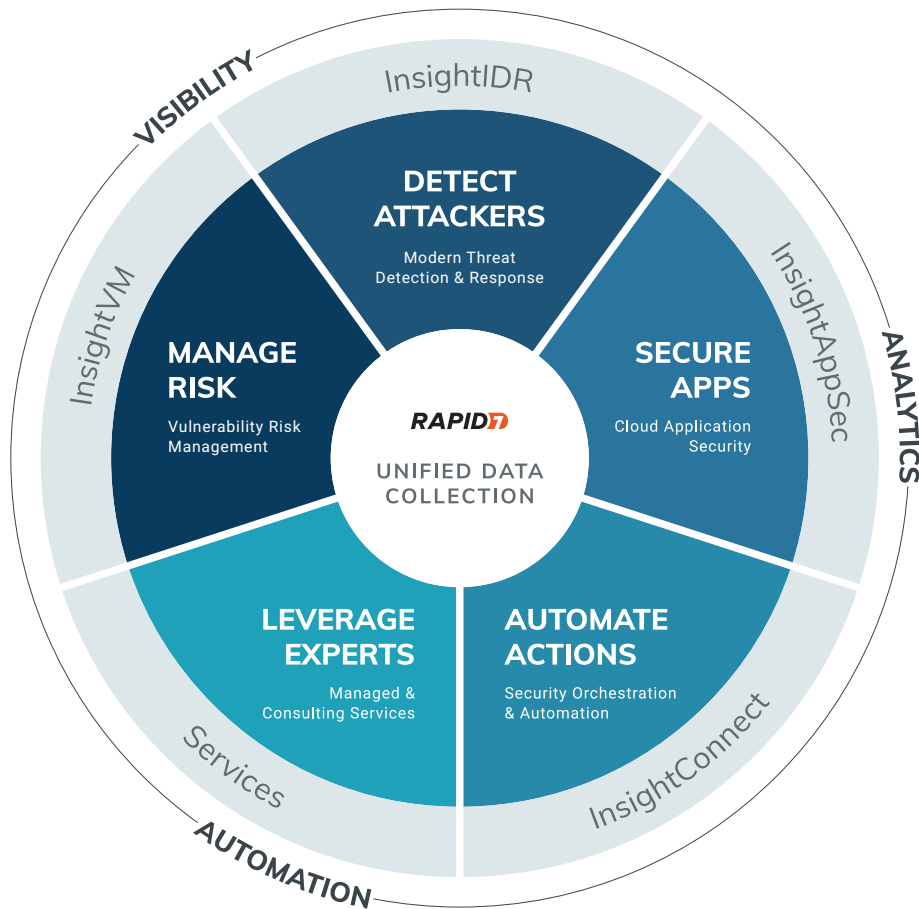 VISIBILITY
InsightIDR
DETECT
ATTACKERS
Modern Threat
Detection & Response
InsightVM
MANAGE
RISK
Vulnerability Risk
Management
InsightAppSec
SECURE
APPS
Cloud Application
Security
ANALYTICS
RAPID7
UNIFIED DATA
COLLECTION
LEVERAGE
EXPERTS
Managed &
Consulting Services
Services
AUTOMATE
ACTIONS
Security Orchestration
& Automation
InsightConnect
AUTOMATION